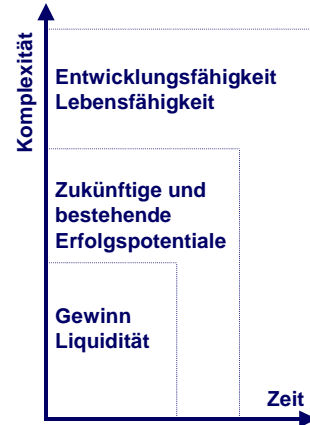 Komplexität
Entwicklungsfähigkeit
Lebensfähigkeit
Zukünftige und
bestehende
Erfolgspotentiale
Gewinn
Liquidität
Zeit